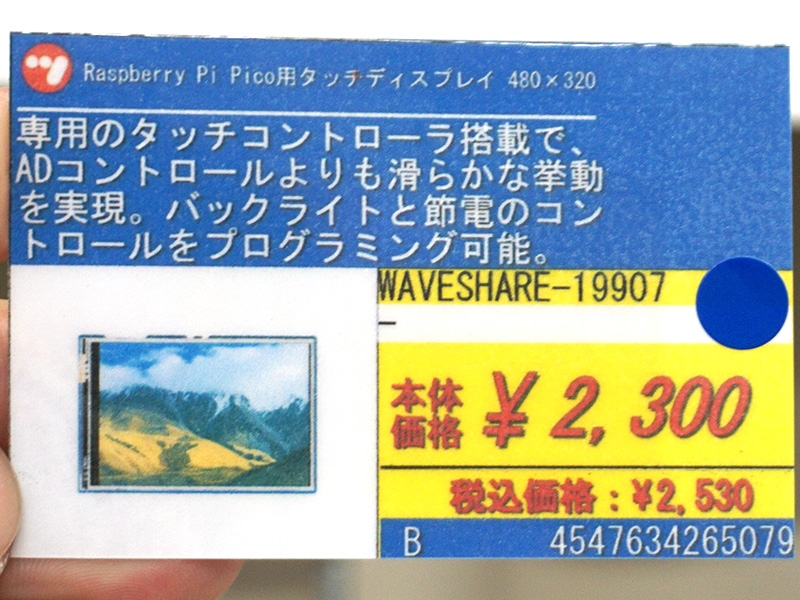 Raspberry Pi Pico用タッチディスプレイ 480×320
専用のタッチコントローラ搭載で、
ADコントロールよりも滑らかな挙動
を実現。バックライトと節電のコン
トロールをプログラミング可能。
WAVESHARE-19907
-
本体
価格 ¥2,300
税込価格:¥2,530
B 4547634265079